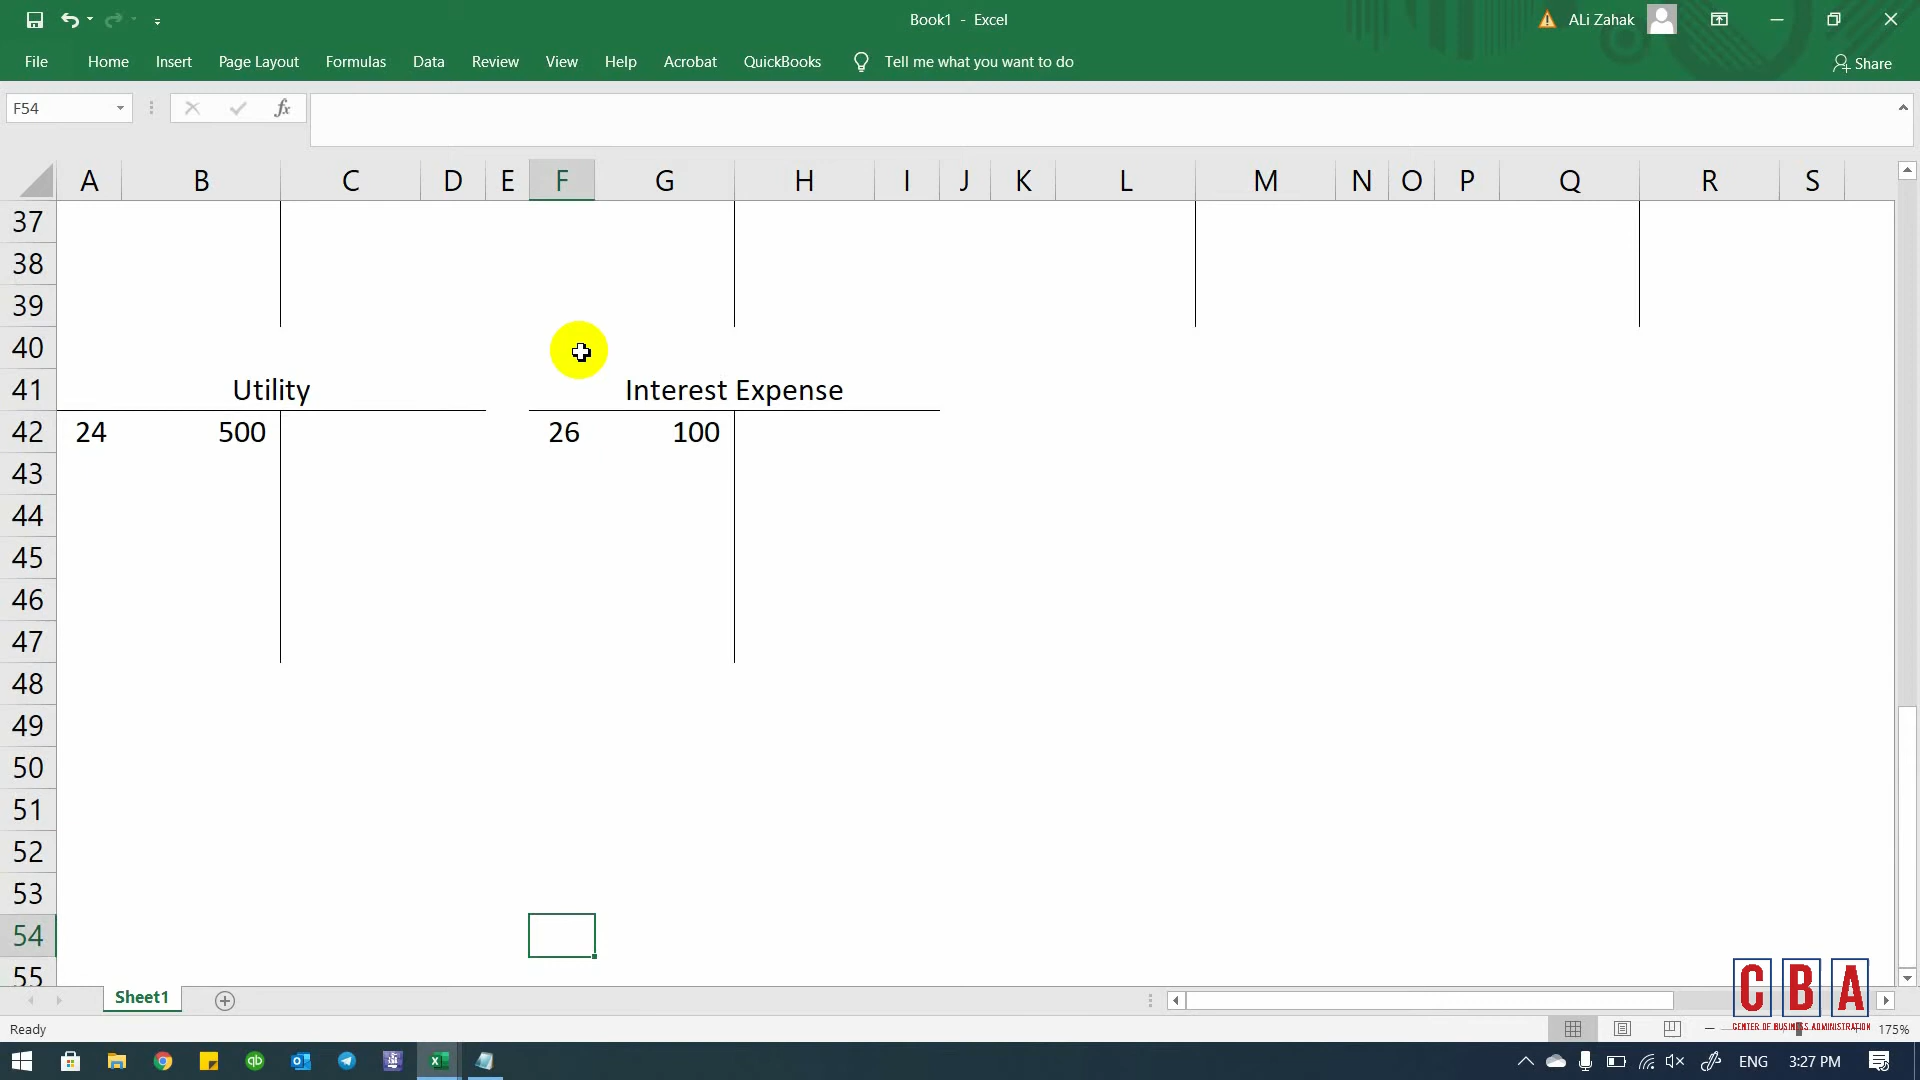 Book1 - Excel
ALi Zahak
File Home Insert Page Layout Formulas Data Review View Help Acrobat QuickBooks Tell me what you want to do
Share
F54
fx
A B C D E F G H I J K L M N O P Q R S
37
38
39
40
41 Utility Interest Expense
42 24 500 26 100
43
44
45
46
47
48
49
50
51
52
53
54
55
Sheet1
CBA
CENTER OF BUSINESS ADMINISTRATION
Ready
175%
ENG 3:27 PM